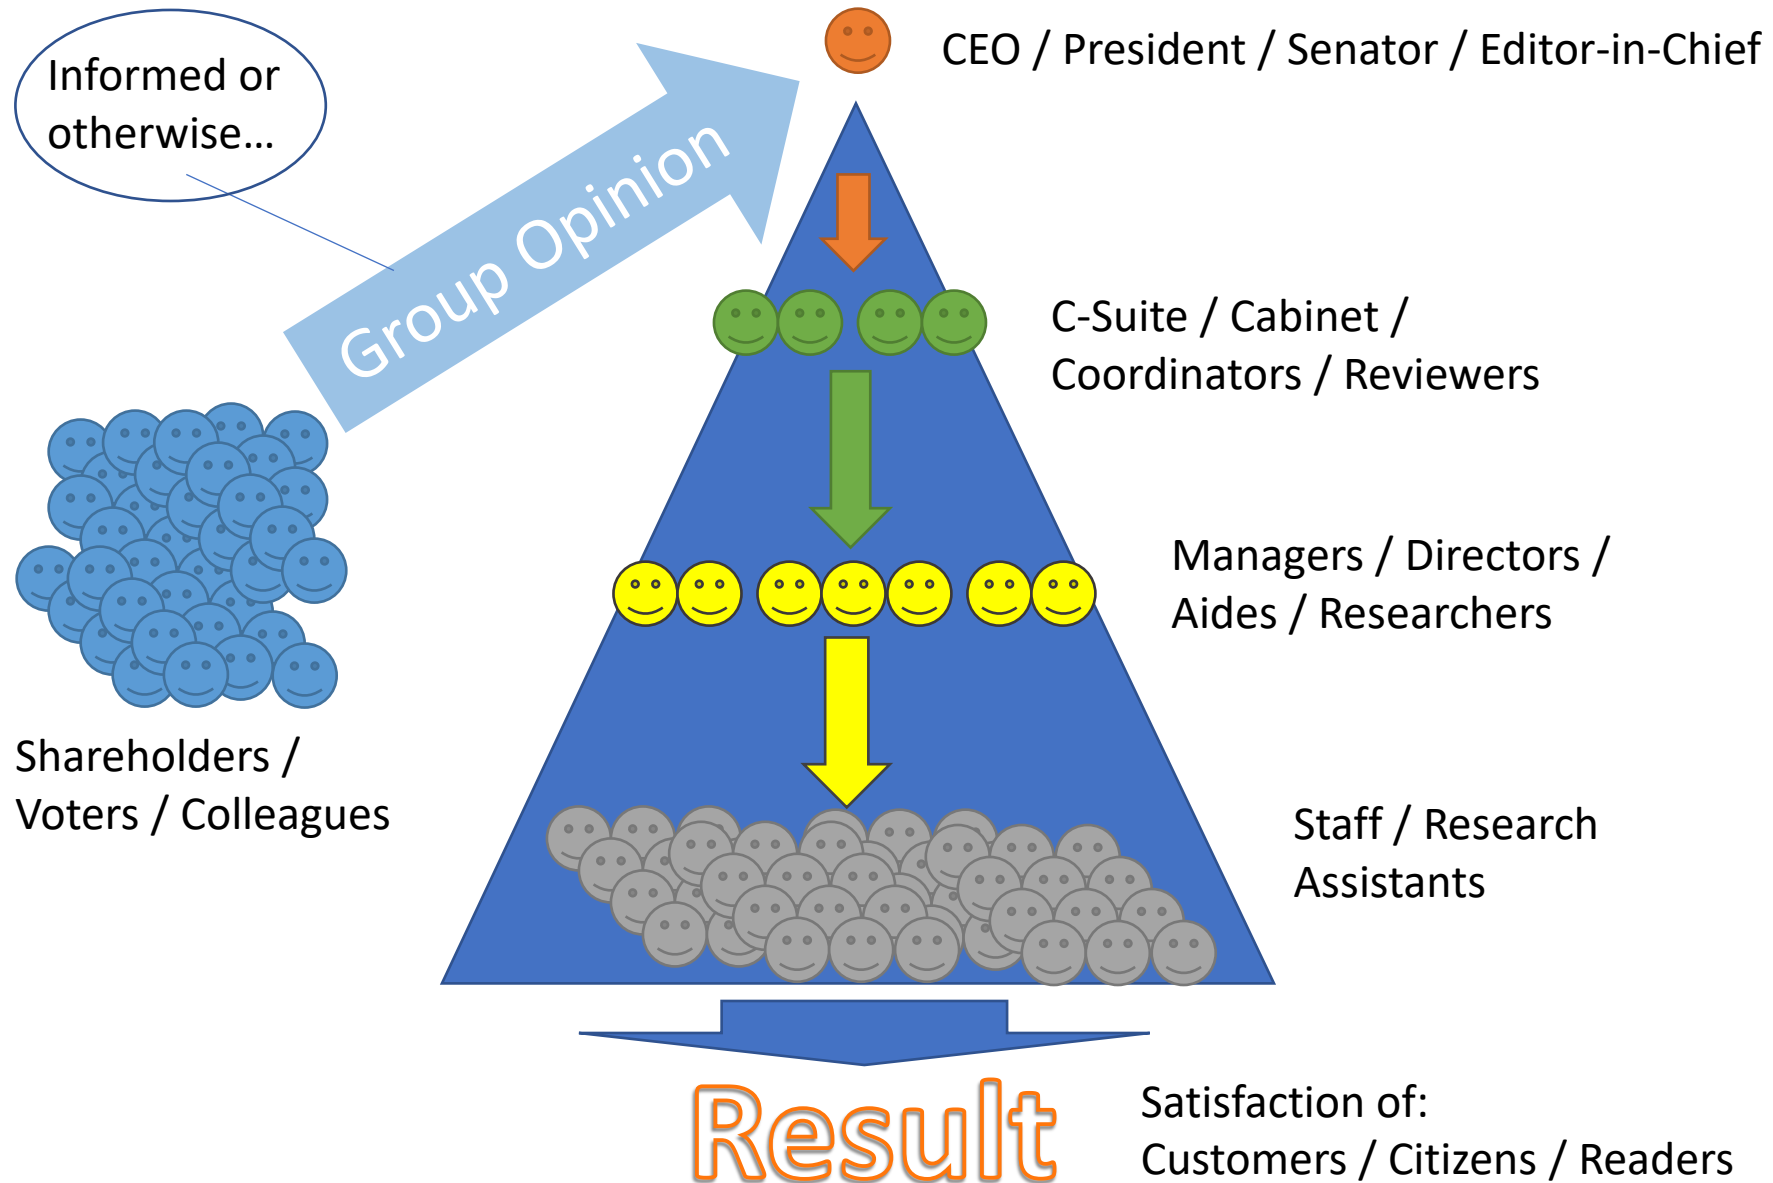 Informed or
otherwise…
Group Opinion
CEO / President / Senator / Editor-in-Chief
C-Suite / Cabinet /
Coordinators / Reviewers
Managers / Directors /
Aides / Researchers
Shareholders /
Voters / Colleagues
Staff / Research
Assistants
Result
Satisfaction of:
Customers / Citizens / Readers